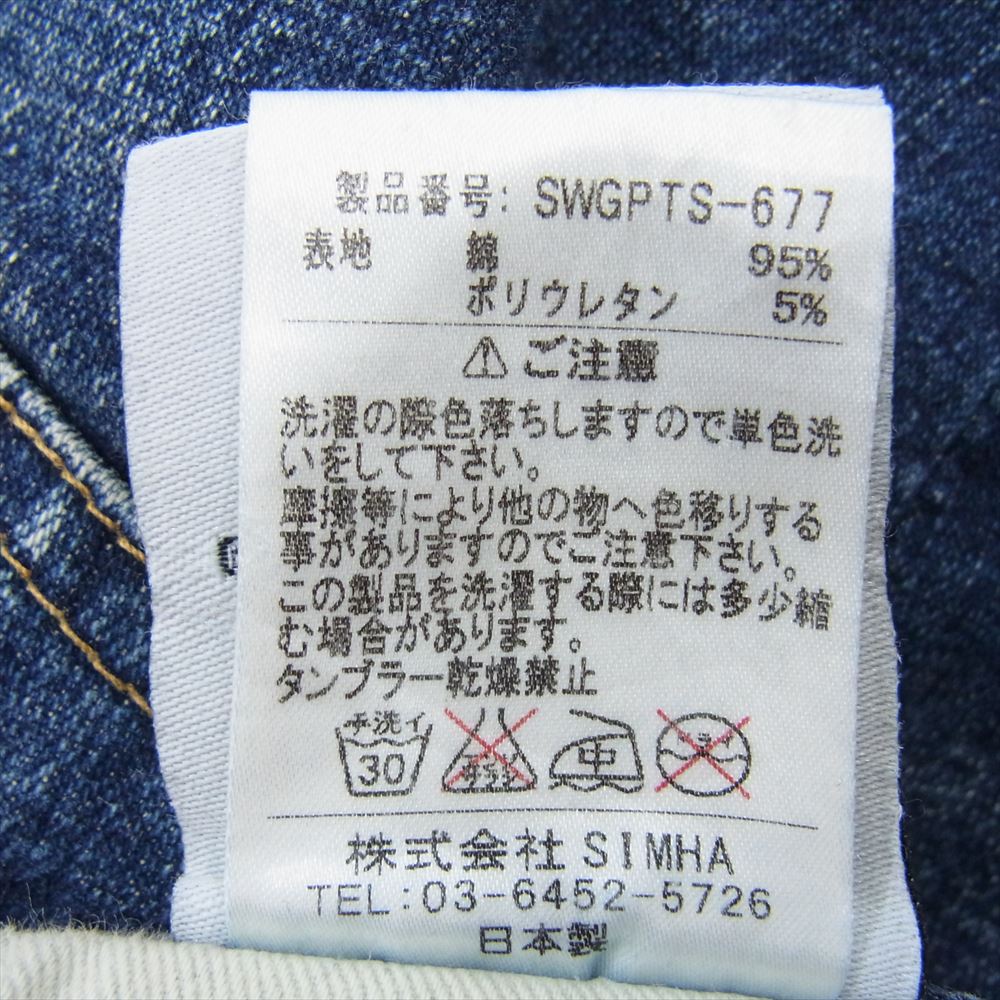 製品番号: SWGPTS-677
表地 綿 95%
ポリウレタン 5%
ご注意
洗濯の際色落ちしますので単色洗
いをして下さい。
摩擦等により他の物へ色移りする
事がありますのでご注意下さい。
この製品を洗濯する際には多少縮
む場合があります。
タンブラー乾燥禁止
手洗イ 30 中 ドライ
株式会社 SIMHA
TEL:03-6452-5726
日本製